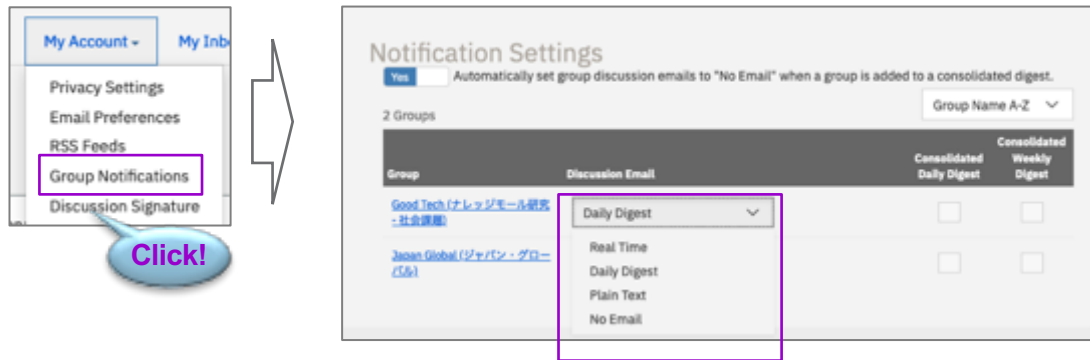 My Account
My Inb
Privacy Settings
Email Preferences
RSS Feeds
Group Notifications
Discussion Signature
Click!
Notification Settings
Yes
Automatically set group discussion emails to "No Email" when a group is added to a consolidated digest.
2 Groups
Group Name A-Z
Group
Discussion Email
Consolidated
Daily Digest
Consolidated
Weekly
Digest
Good Tech (ナレッジモール研究
- 社会課題)
Daily Digest
Real Time
Daily Digest
Plain Text
No Email
Japan Global (ジャパン・グロー
バル)